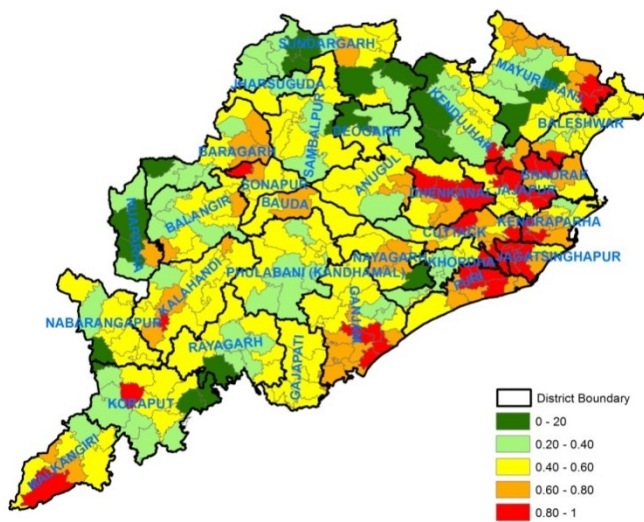 SUNDARGARH
MAYURBHANJ
JHARSUGUDA
KENDUJHAR
SAMBALPUR
DEOGARH
BALESHWAR
BARAGARH
ANUGUL
BHADRAK
SONAPUR
DHENKANAL
JAJAPUR
BALANGIR
BAUDA
KENDRAPARHA
CUTTACK
NUAPADA
NAYAGARH
KHORDHA
JAGATSINGHAPUR
PHULABANI (KANDHAMAL)
PURI
KALAHANDI
GANJAM
NABARANGAPUR
RAYAGARH
GAJAPATI
KORAPUT
MALKANGIRI
District Boundary
0 - 20
0.20 - 0.40
0.40 - 0.60
0.60 - 0.80
0.80 - 1